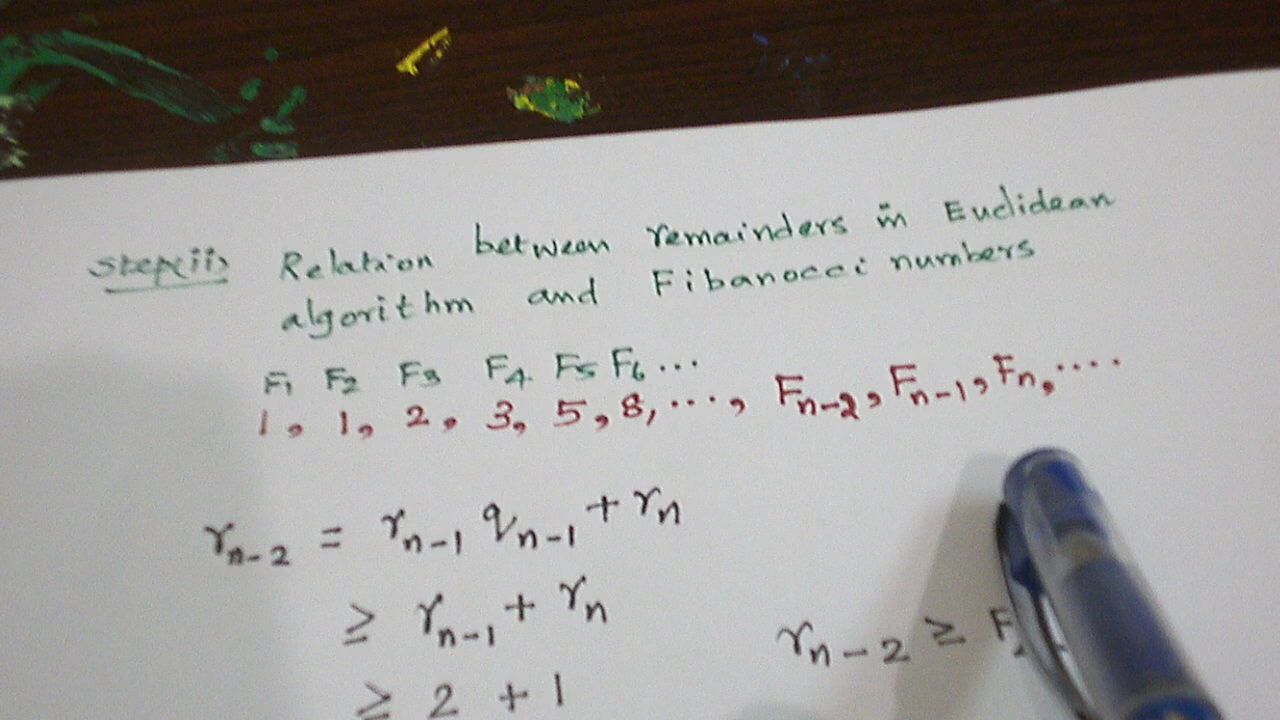 step(ii) Relation between remainders in Euclidean
algorithm and Fibanocci numbers
F1 F2 F3 F4 F5 F6 ...
1, 1, 2, 3, 5, 8, ..., Fn-2, Fn-1, Fn, ....
rn-2 = rn-1 qn-1 + rn
≥ rn-1 + rn
rn-2 ≥ F
≥ 2 + 1